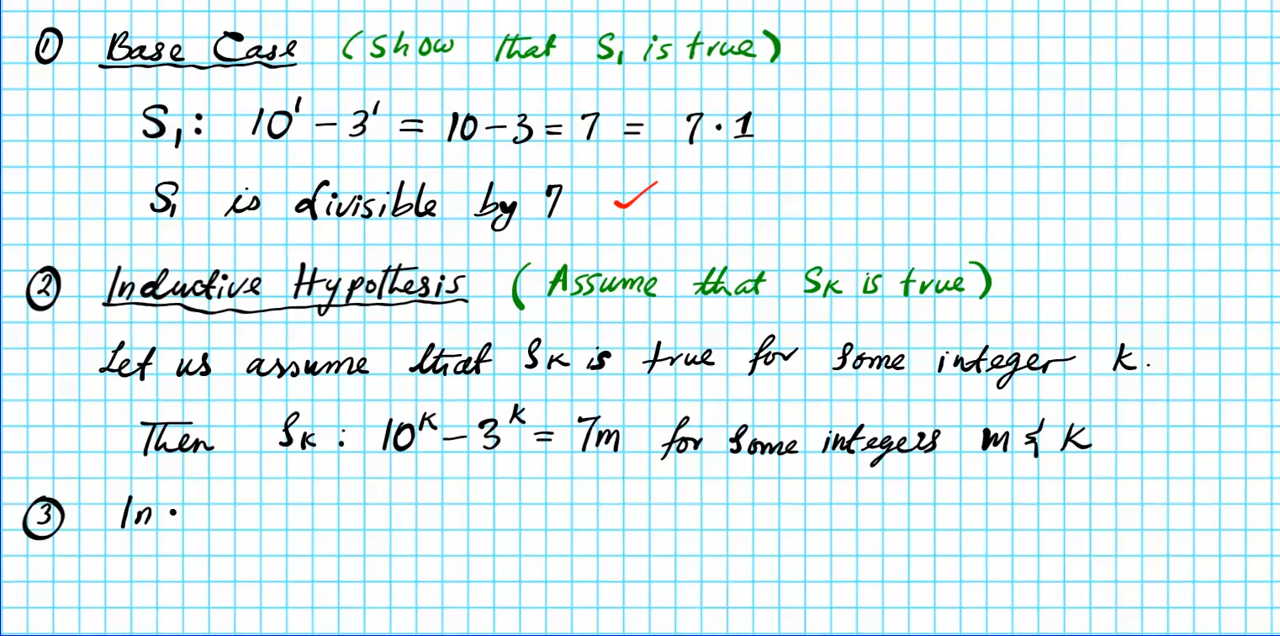 ① Base Case (Show that S₁ is true)
S₁: 10¹ - 3¹ = 10 - 3 = 7 = 7 · 1
S₁ is divisible by 7 ✓
② Inductive Hypothesis (Assume that Sₖ is true)
Let us assume that Sₖ is true for some integer k.
Then Sₖ: 10ᵏ - 3ᵏ = 7m for some integers m & k
③ In